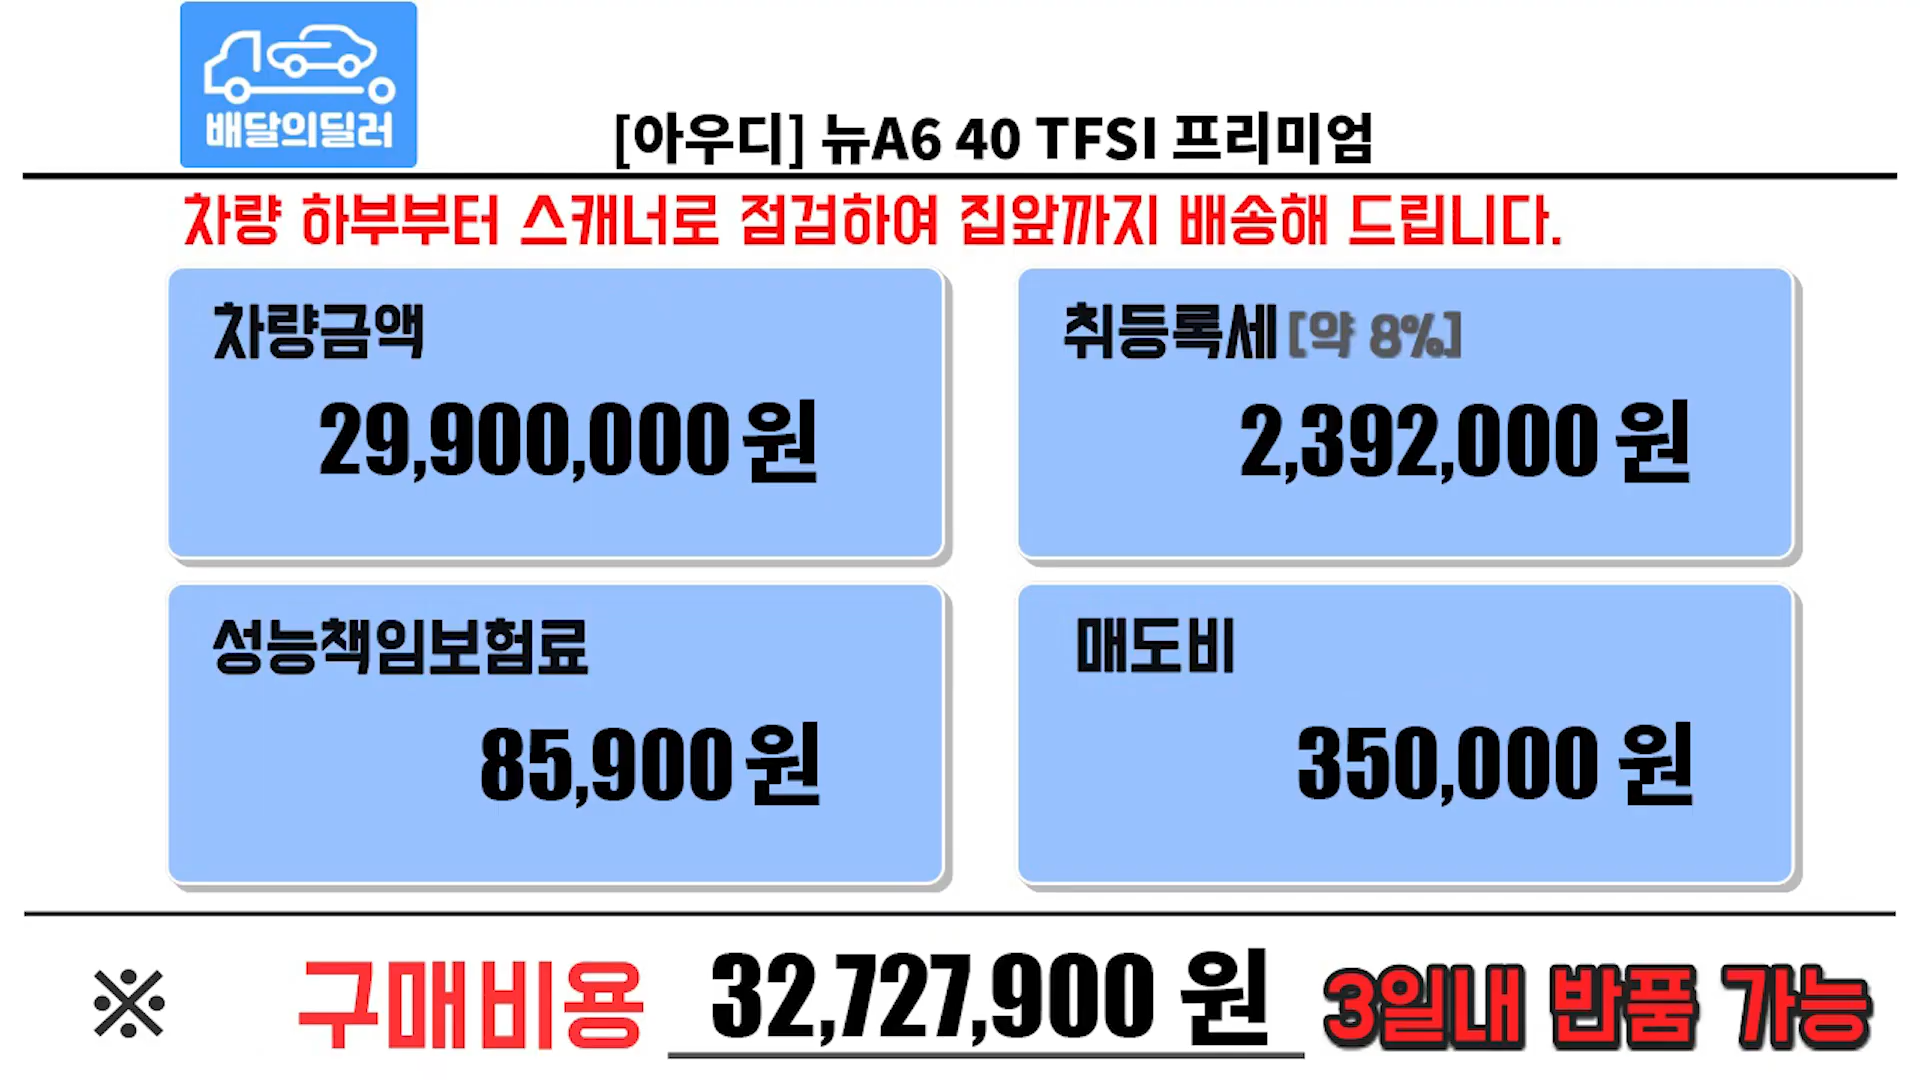 배달의딜러
[아우디] 뉴A6 40 TFSI 프리미엄
차량 하부부터 스캐너로 점검하여 집앞까지 배송해 드립니다.
차량금액
29,900,000 원
취등록세 [약 8%]
2,392,000 원
성능책임보험료
85,900 원
매도비
350,000 원
※ 구매비용 32,727,900 원 3일내 반품 가능